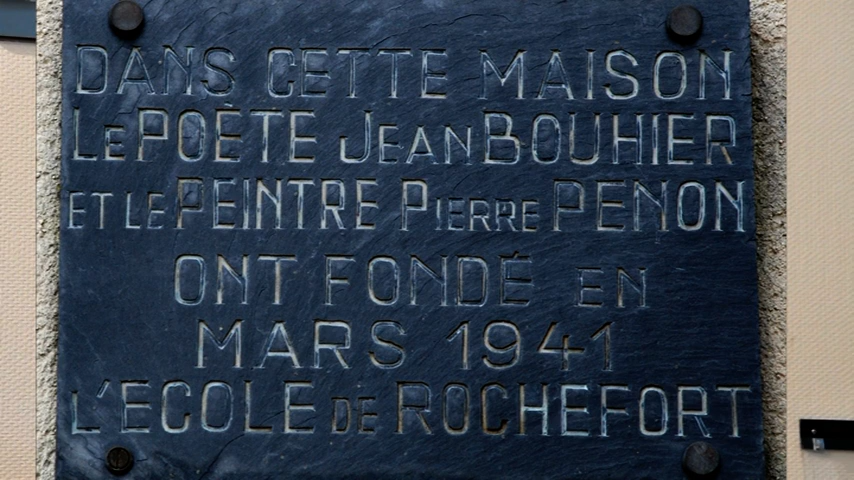 DANS CETTE MAISON
Le POÈTE JEAN BOUHIER
ET LE PEINTRE PIERRE PENON
ONT FONDÉ EN
MARS 1941
L'ECOLE DE ROCHEFORT